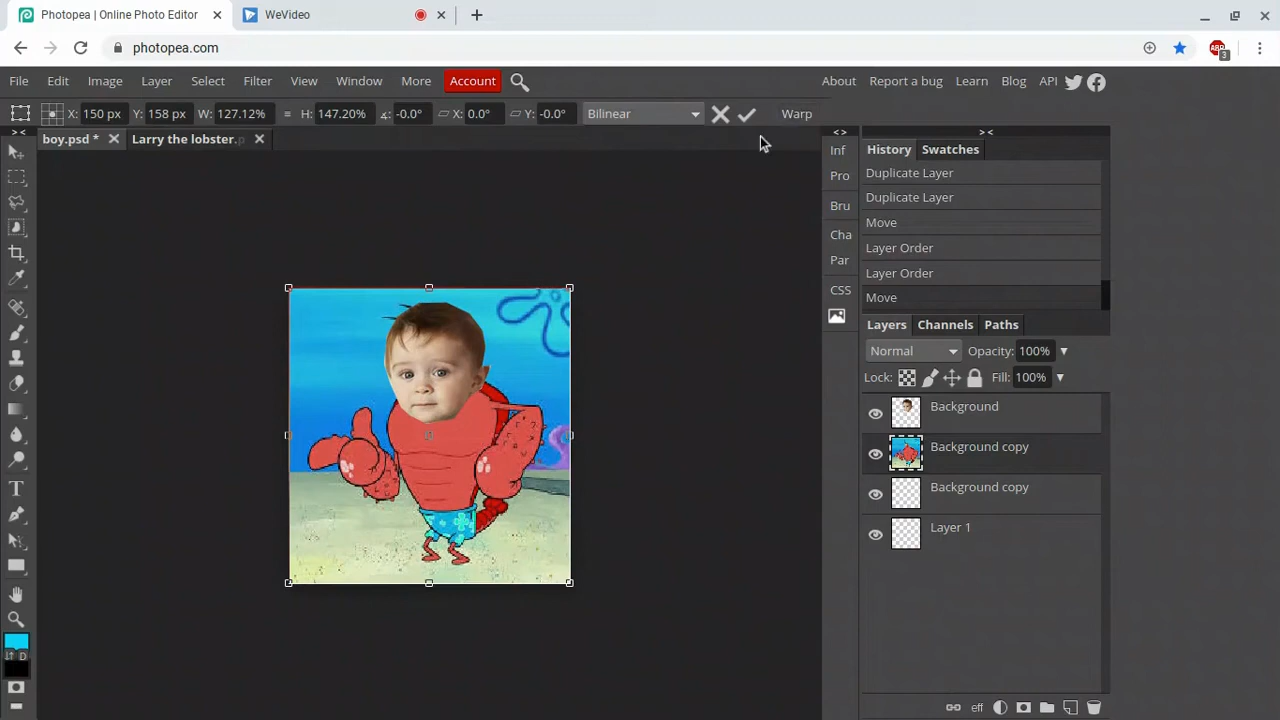 Photopea | Online Photo Editor
WeVideo
photopea.com
ABP
3
File Edit Image Layer Select Filter View Window More Account
About Report a bug Learn Blog API
X: 150 px Y: 158 px W: 127.12% = H: 147.20% -0.0° X: 0.0° Y: -0.0° Bilinear Warp
> < boy.psd * Larry the lobster.p < > > <
Inf
Pro
Bru
Cha
Par
CSS
History Swatches
Duplicate Layer
Duplicate Layer
Move
Layer Order
Layer Order
Move
Layers Channels Paths
Normal Opacity: 100%
Lock: Fill: 100%
Background
Background copy
Background copy
Layer 1
T
D
eff